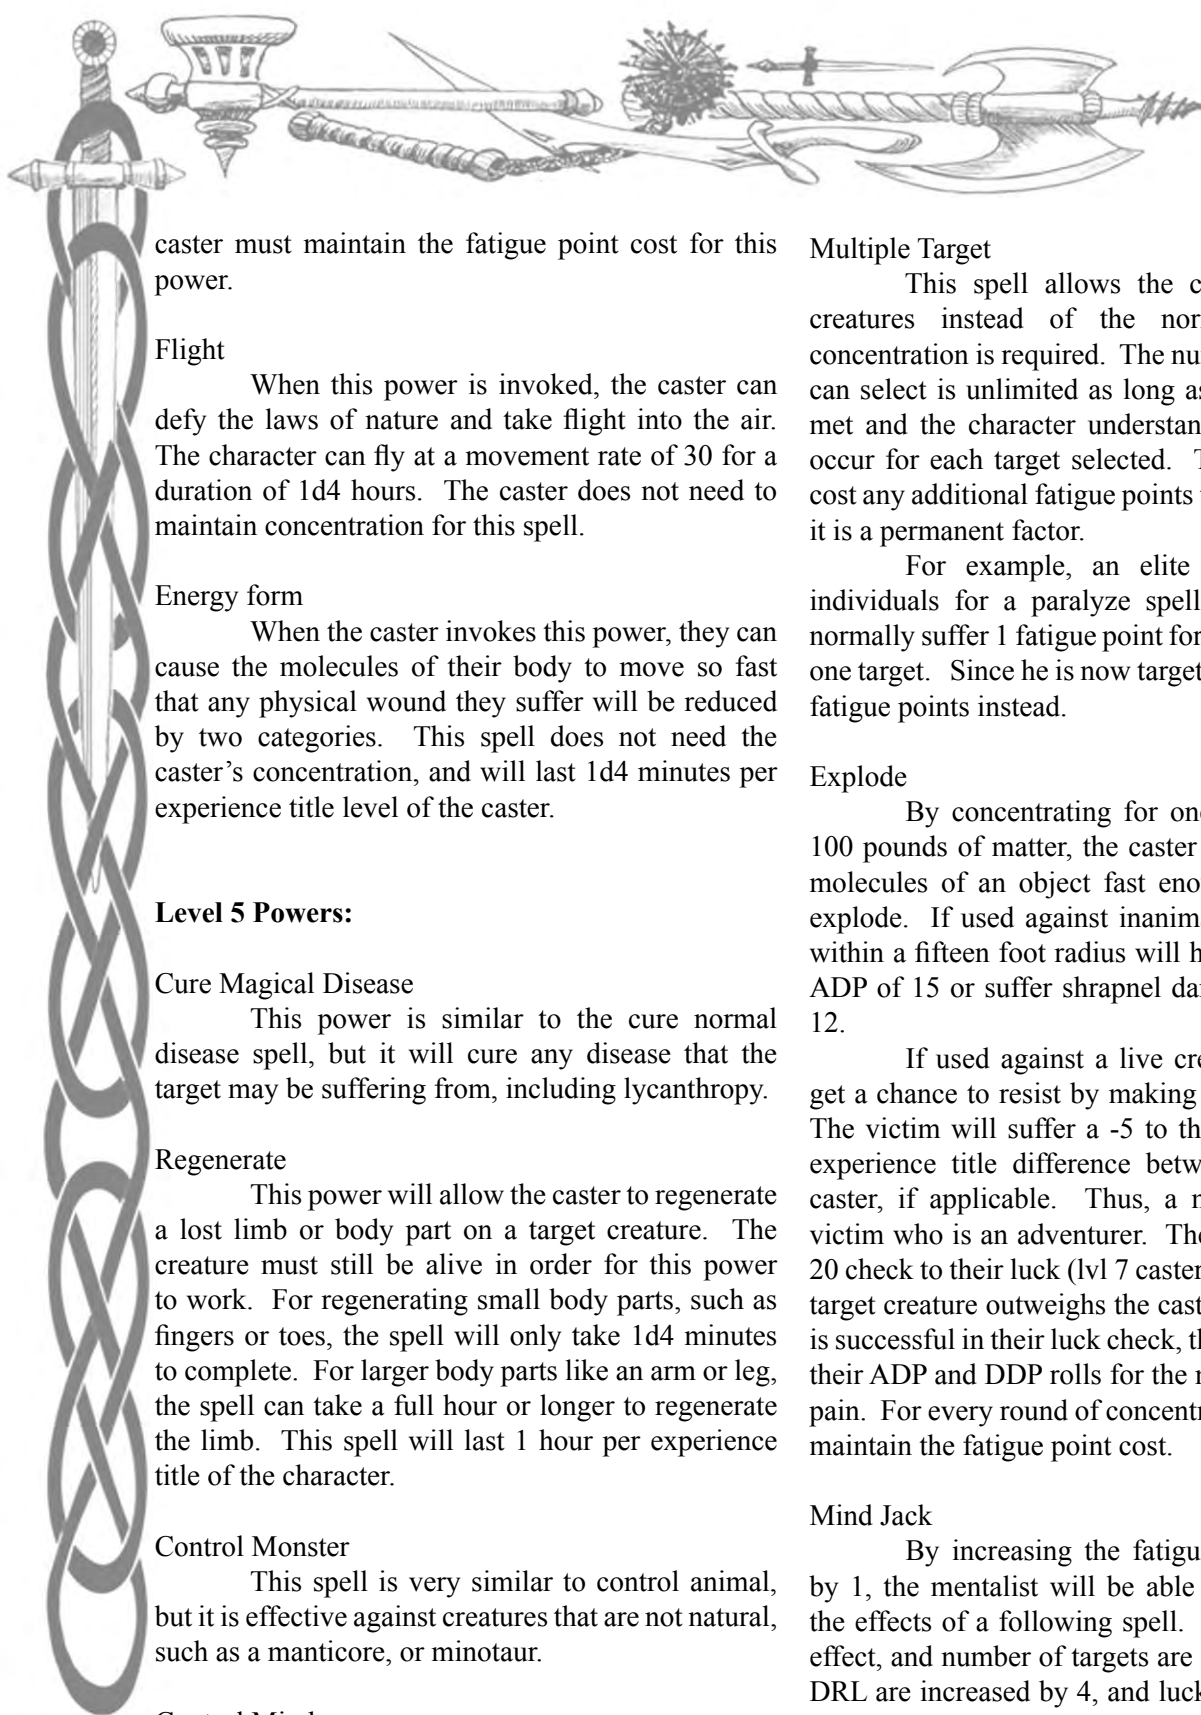 caster must maintain the fatigue point cost for this
power.
Flight
When this power is invoked, the caster can
defy the laws of nature and take flight into the air.
The character can fly at a movement rate of 30 for a
duration of 1d4 hours. The caster does not need to
maintain concentration for this spell.
Energy form
When the caster invokes this power, they can
cause the molecules of their body to move so fast
that any physical wound they suffer will be reduced
by two categories. This spell does not need the
caster’s concentration, and will last 1d4 minutes per
experience title level of the caster.
Level 5 Powers:
Cure Magical Disease
This power is similar to the cure normal
disease spell, but it will cure any disease that the
target may be suffering from, including lycanthropy.
Regenerate
This power will allow the caster to regenerate
a lost limb or body part on a target creature. The
creature must still be alive in order for this power
to work. For regenerating small body parts, such as
fingers or toes, the spell will only take 1d4 minutes
to complete. For larger body parts like an arm or leg,
the spell can take a full hour or longer to regenerate
the limb. This spell will last 1 hour per experience
title of the character.
Control Monster
This spell is very similar to control animal,
but it is effective against creatures that are not natural,
such as a manticore, or minotaur.
Multiple Target
This spell allows the
creatures instead of the
concentration is required. The
can select is unlimited as long
met and the character
occur for each target selected.
cost any additional fatigue points
it is a permanent factor.
For example, an elite
individuals for a paralyze spell
normally suffer 1 fatigue point for
one target. Since he is now
fatigue points instead.
Explode
By concentrating for
100 pounds of matter, the caster
molecules of an object fast
explode. If used against
within a fifteen foot radius will
ADP of 15 or suffer shrapnel
12.
If used against a live
get a chance to resist by making
The victim will suffer a -5 to
experience title difference
caster, if applicable. Thus, a
victim who is an adventurer.
20 check to their luck (lvl 7 caster
target creature outweighs the
is successful in their luck check,
their ADP and DDP rolls for the
pain. For every round of
maintain the fatigue point cost.
Mind Jack
By increasing the
by 1, the mentalist will be able
the effects of a following spell.
effect, and number of targets are
DRL are increased by 4, and